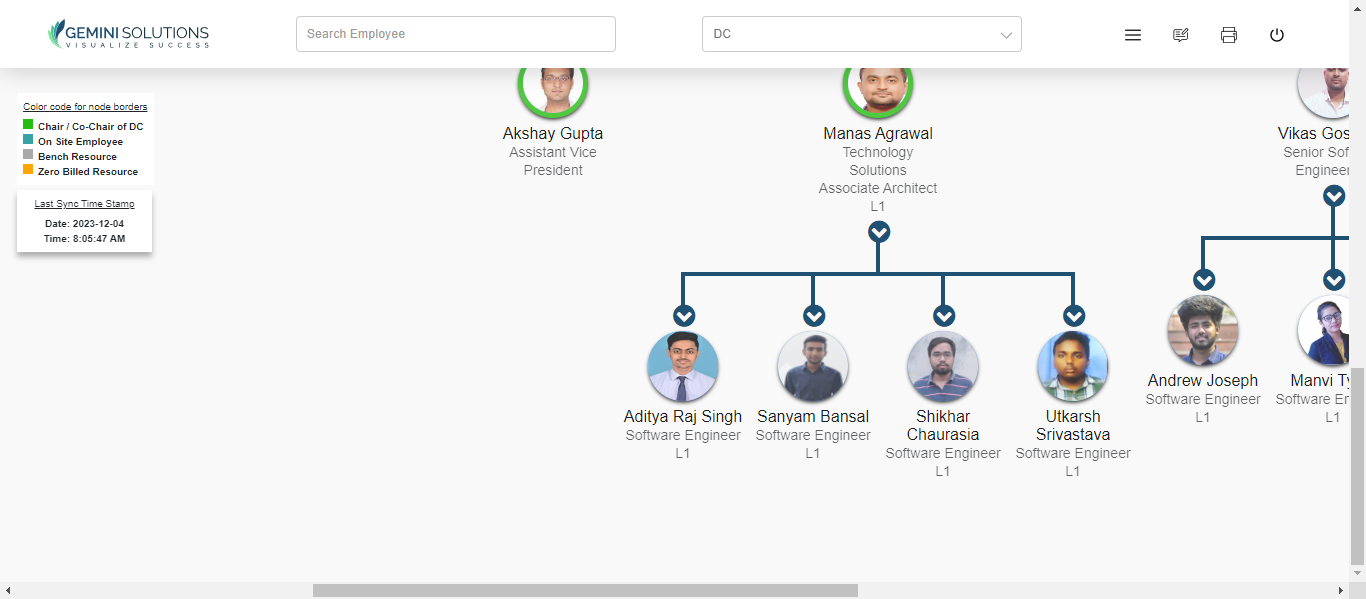 GEMINI SOLUTIONS
VISUALIZE SUCCESS
Search Employee
DC
Color code for node borders
Chair / Co-Chair of DC
On Site Employee
Bench Resource
Zero Billed Resource
Last Sync Time Stamp
Date: 2023-12-04
Time: 8:05:47 AM
Akshay Gupta
Assistant Vice
President
Manas Agrawal
Technology
Solutions
Associate Architect
L1
Vikas Gos
Senior Sof
Engineer
Aditya Raj Singh
Software Engineer
L1
Sanyam Bansal
Software Engineer
L1
Shikhar
Chaurasia
Software Engineer
L1
Utkarsh
Srivastava
Software Engineer
L1
Andrew Joseph
Software Engineer
L1
Manvi Ty
Software En
L1